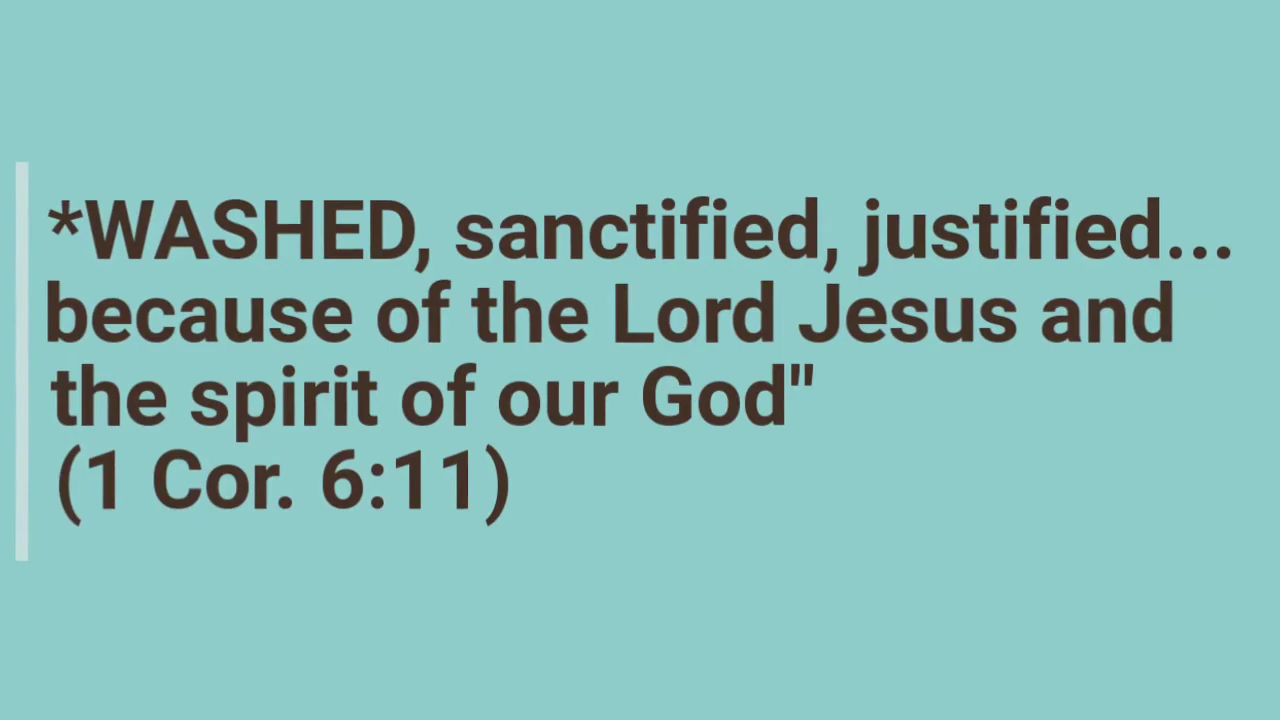 *WASHED, sanctified, justified...
because of the Lord Jesus and
the spirit of our God"
(1 Cor. 6:11)